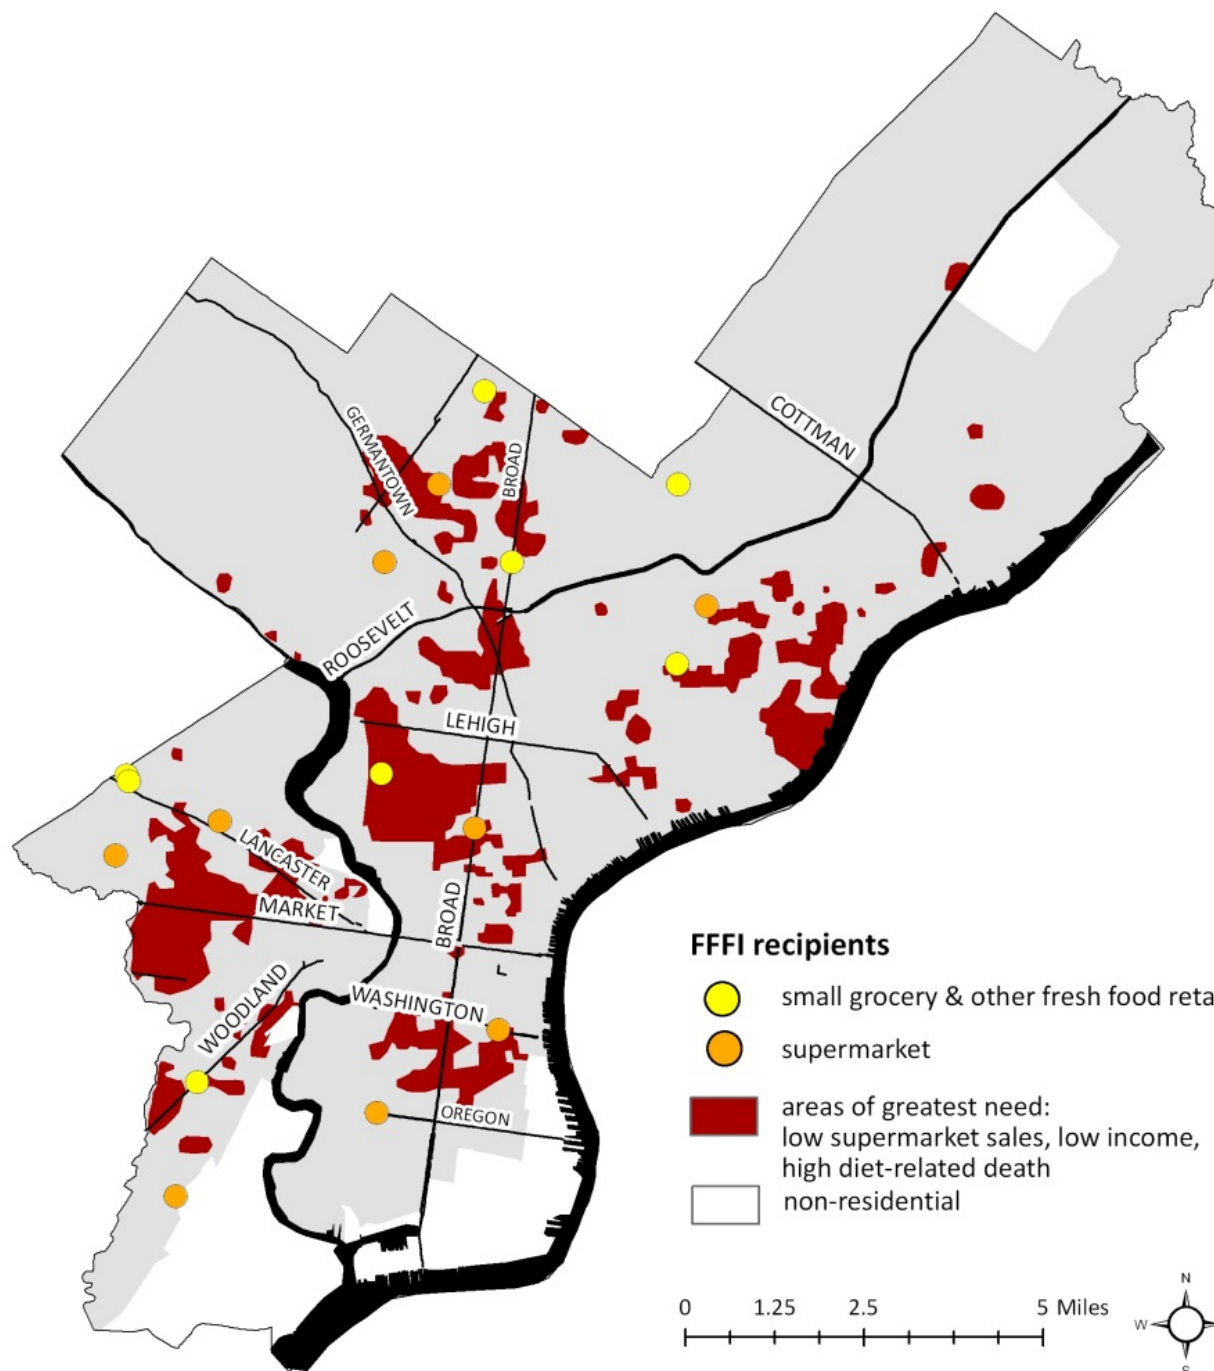 GERMANTOWN
BROAD
COTTMAN
ROOSEVELT
LEHIGH
LANCASTER
MARKET
BROAD
WOODLAND
WASHINGTON
OREGON
FFFI recipients
small grocery & other fresh food reta
supermarket
areas of greatest need:
low supermarket sales, low income,
high diet-related death
non-residential
0 1.25 2.5 5 Miles
N
W
S